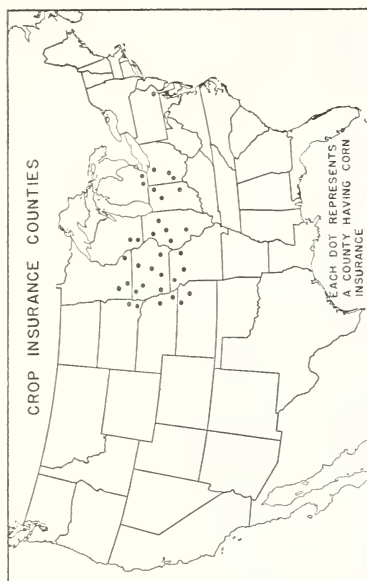 CROP INSURANCE COUNTIES
EACH DOT REPRESENTS
A COUNTY HAVING CORN
INSURANCE